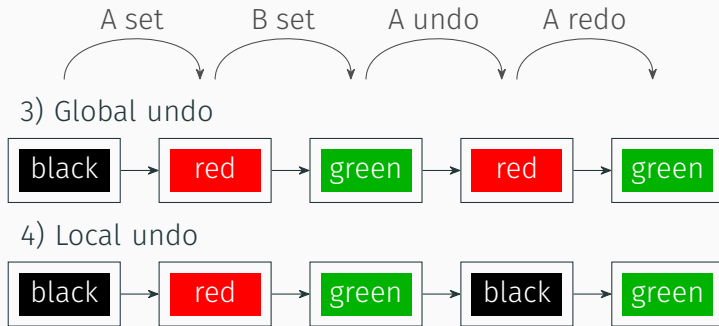 A set B set A undo A redo
3) Global undo
black red green red green
4) Local undo
black red green black green